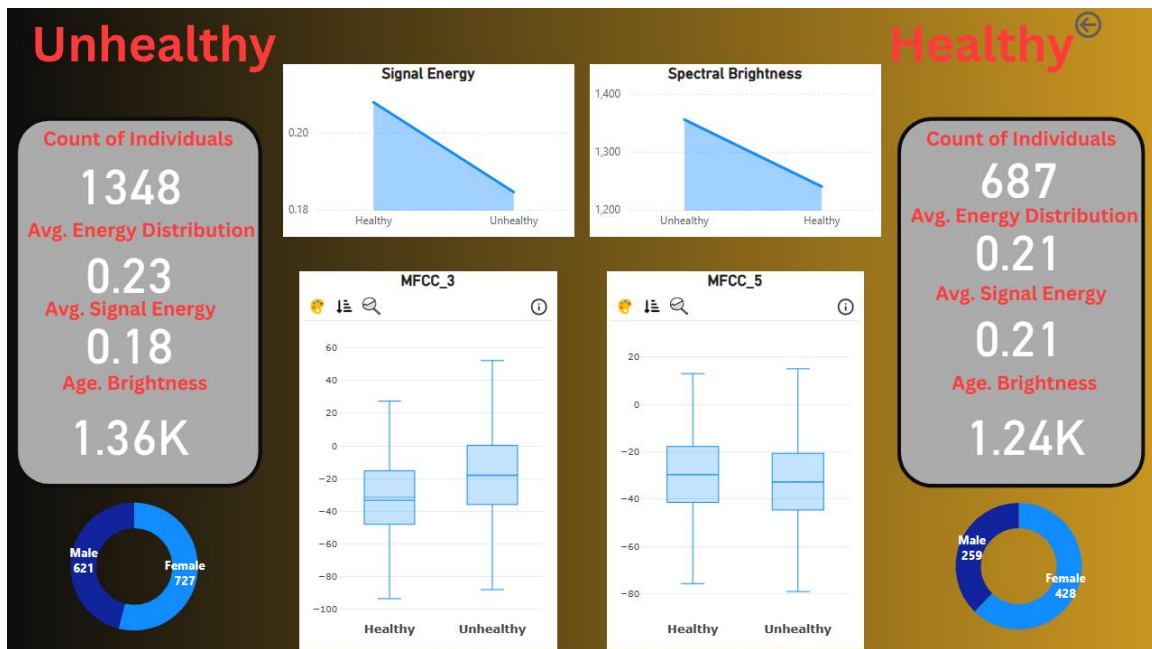 Unhealthy
Healthy
Count of Individuals
1348
Avg. Energy Distribution
0.23
Avg. Signal Energy
0.18
Age. Brightness
1.36K
Male
621
Female
727
Signal Energy
0.20
0.18
Healthy
Unhealthy
Spectral Brightness
1,400
1,300
1,200
Unhealthy
Healthy
MFCC_3
60
40
20
0
−20
−40
−60
−80
−100
Healthy
Unhealthy
MFCC_5
20
0
−20
−40
−60
−80
Healthy
Unhealthy
Count of Individuals
687
Avg. Energy Distribution
0.21
Avg. Signal Energy
0.21
Age. Brightness
1.24K
Male
259
Female
428